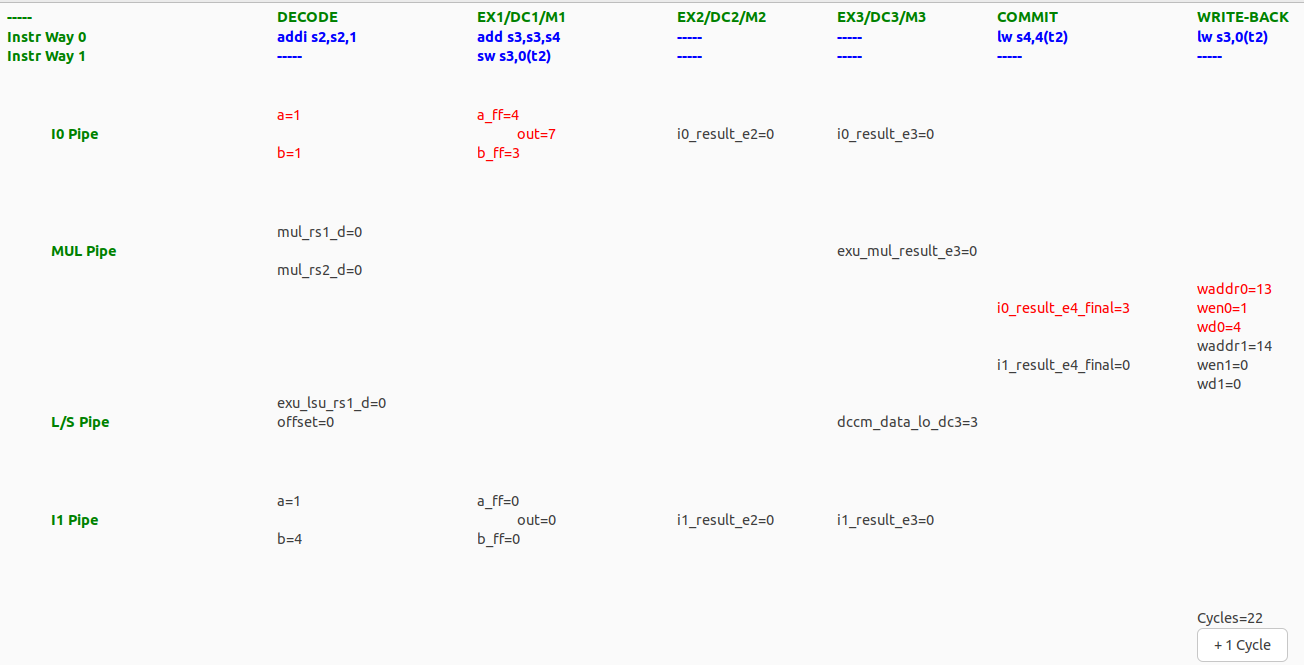 ----- DECODE EX1/DC1/M1 EX2/DC2/M2 EX3/DC3/M3 COMMIT WRITE-BACK
Instr Way 0 addi s2,s2,1 add s3,s3,s4 ----- ----- lw s4,4(t2) lw s3,0(t2)
Instr Way 1 ----- sw s3,0(t2) ----- ----- ----- -----
a=1 a_ff=4
I0 Pipe out=7 i0_result_e2=0 i0_result_e3=0
b=1 b_ff=3
mul_rs1_d=0
MUL Pipe exu_mul_result_e3=0
mul_rs2_d=0
waddr0=13
i0_result_e4_final=3 wen0=1
wd0=4
waddr1=14
i1_result_e4_final=0 wen1=0
wd1=0
exu_lsu_rs1_d=0
L/S Pipe offset=0 dccm_data_lo_dc3=3
a=1 a_ff=0
I1 Pipe out=0 i1_result_e2=0 i1_result_e3=0
b=4 b_ff=0
Cycles=22
+ 1 Cycle